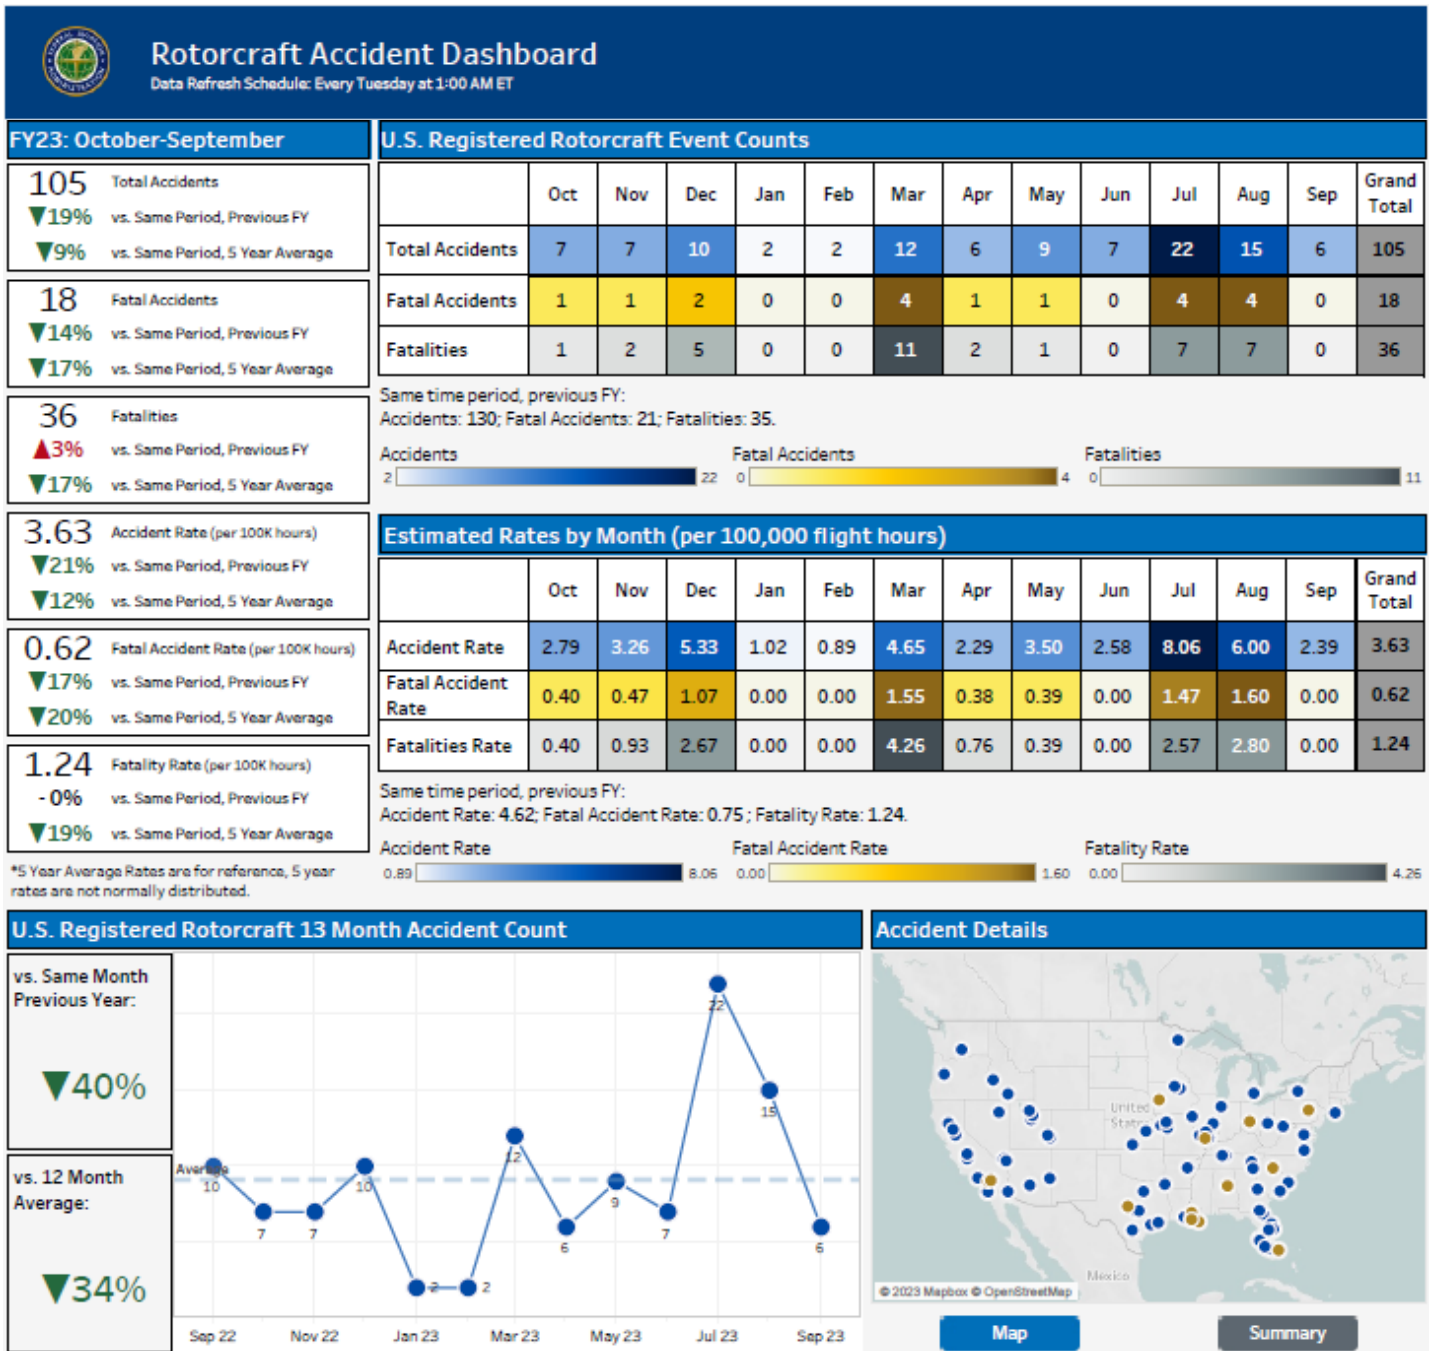 Rotorcraft Accident Dashboard
Data Refresh Schedule: Every Tuesday at 1:00 AM ET
FY23: October-September
105 Total Accidents
▼19% vs. Same Period, Previous FY
▼9% vs. Same Period, 5 Year Average
18 Fatal Accidents
▼14% vs. Same Period, Previous FY
▼17% vs. Same Period, 5 Year Average
36 Fatalities
▲3% vs. Same Period, Previous FY
▼17% vs. Same Period, 5 Year Average
3.63 Accident Rate (per 100K hours)
▼21% vs. Same Period, Previous FY
▼12% vs. Same Period, 5 Year Average
0.62 Fatal Accident Rate (per 100K hours)
▼17% vs. Same Period, Previous FY
▼20% vs. Same Period, 5 Year Average
1.24 Fatality Rate (per 100K hours)
- 0% vs. Same Period, Previous FY
▼19% vs. Same Period, 5 Year Average
*5 Year Average Rates are for reference, 5 year
rates are not normally distributed.
U.S. Registered Rotorcraft Event Counts
Oct Nov Dec Jan Feb Mar Apr May Jun Jul Aug Sep Grand Total
Total Accidents 7 7 10 2 2 12 6 9 7 22 15 6 105
Fatal Accidents 1 1 2 0 0 4 1 1 0 4 4 0 18
Fatalities 1 2 5 0 0 11 2 1 0 7 7 0 36
Same time period, previous FY:
Accidents: 130; Fatal Accidents: 21; Fatalities: 35.
Accidents Fatal Accidents Fatalities
2 22 0 4 0 11
Estimated Rates by Month (per 100,000 flight hours)
Oct Nov Dec Jan Feb Mar Apr May Jun Jul Aug Sep Grand Total
Accident Rate 2.79 3.26 5.33 1.02 0.89 4.65 2.29 3.50 2.58 8.06 6.00 2.39 3.63
Fatal Accident Rate 0.40 0.47 1.07 0.00 0.00 1.55 0.38 0.39 0.00 1.47 1.60 0.00 0.62
Fatalities Rate 0.40 0.93 2.67 0.00 0.00 4.26 0.76 0.39 0.00 2.57 2.80 0.00 1.24
Same time period, previous FY:
Accident Rate: 4.62; Fatal Accident Rate: 0.75 ; Fatality Rate: 1.24.
Accident Rate Fatal Accident Rate Fatality Rate
0.89 8.06 0.00 1.60 0.00 4.26
U.S. Registered Rotorcraft 13 Month Accident Count
vs. Same Month
Previous Year:
▼40%
vs. 12 Month
Average:
▼34%
Average
10 7 7 10 2 2 12 6 9 7 22 15 6
Sep 22 Nov 22 Jan 23 Mar 23 May 23 Jul 23 Sep 23
Accident Details
United
States
Mexico
© 2023 Mapbox © OpenStreetMap
Map Summary